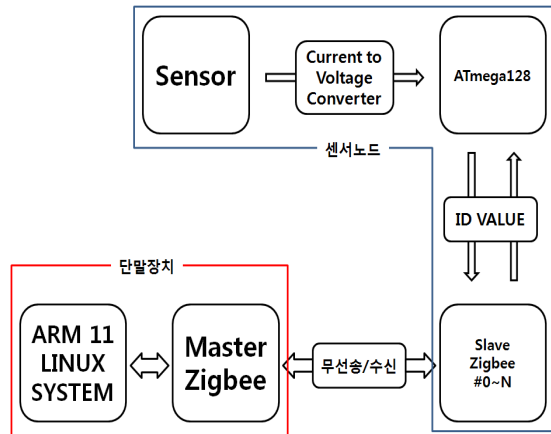 Sensor
Current to
Voltage
Converter
ATmega128
센서노드
ID VALUE
단말장치
ARM 11
LINUX
SYSTEM
Master
Zigbee
무선송/수신
Slave
Zigbee
#0~N